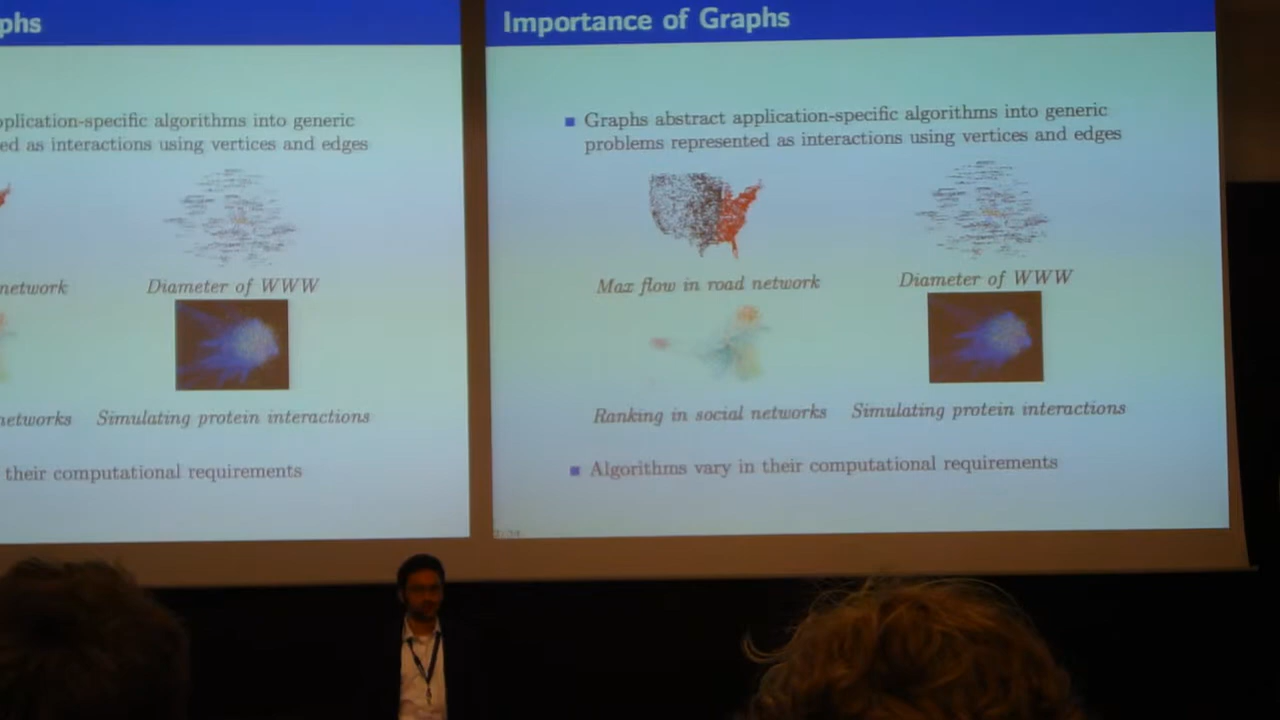 phs
plication-specific algorithms into generic
ed as interactions using vertices and edges
network
Diameter of WWW
networks
Simulating protein interactions
their computational requirements
Importance of Graphs
Graphs abstract application-specific algorithms into generic
problems represented as interactions using vertices and edges
Max flow in road network
Diameter of WWW
Ranking in social networks
Simulating protein interactions
Algorithms vary in their computational requirements